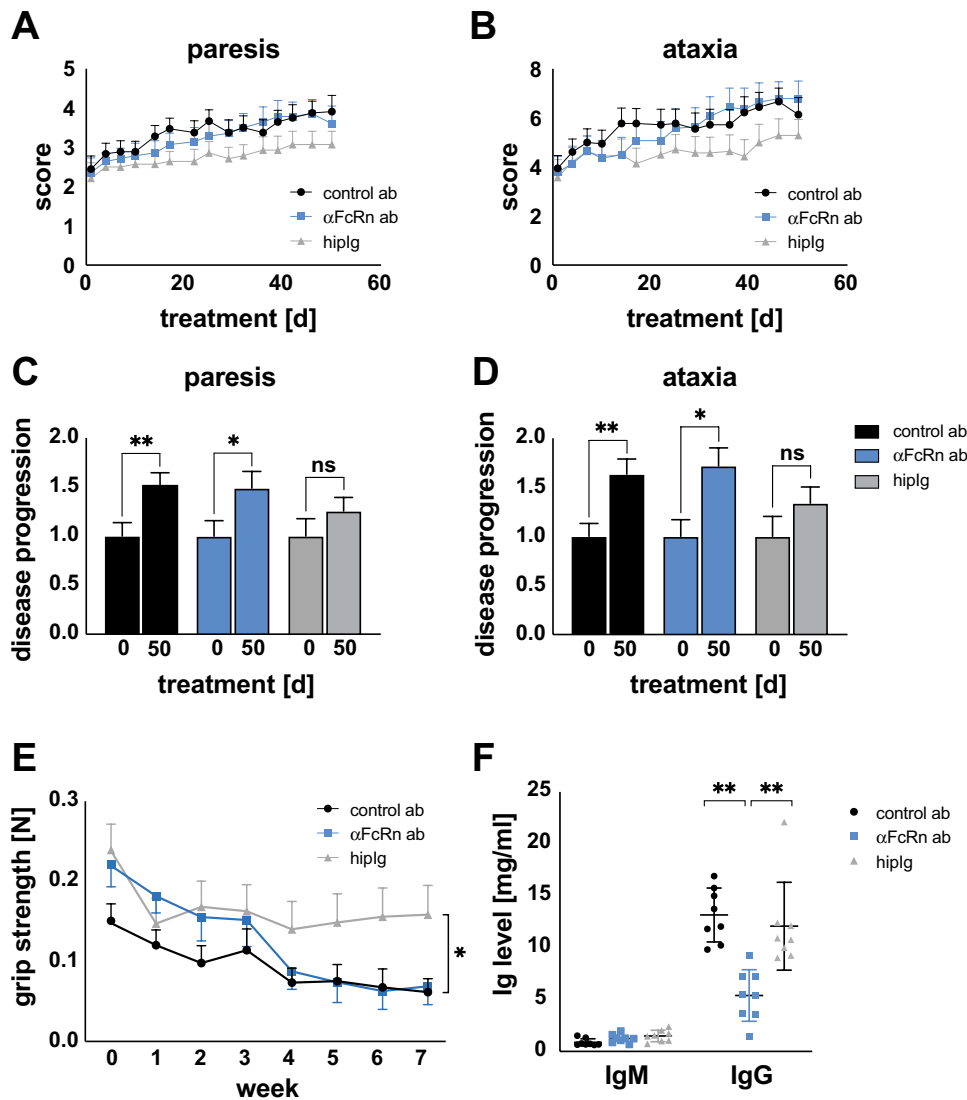 A
paresis
score
5
4
3
2
1
0
0 20 40 60
treatment [d]
control ab
αFcRn ab
hipIg
B
ataxia
score
8
6
4
2
0
0 20 40 60
treatment [d]
control ab
αFcRn ab
hipIg
C
paresis
disease progression
2.0
1.5
1.0
0.5
0.0
** * ns
0 50 0 50 0 50
treatment [d]
D
ataxia
disease progression
2.0
1.5
1.0
0.5
0.0
** * ns
0 50 0 50 0 50
treatment [d]
control ab
αFcRn ab
hipIg
E
grip strength [N]
0.3
0.2
0.1
0.0
0 1 2 3 4 5 6 7
week
control ab
αFcRn ab
hipIg
*
F
Ig level [mg/ml]
25
20
15
10
5
0
** **
IgM IgG
control ab
αFcRn ab
hipIg